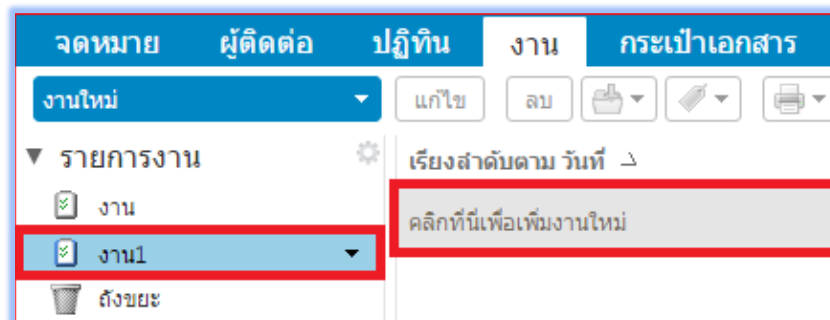 จดหมาย ผู้ติดต่อ ปฏิทิน งาน กระเป๋าเอกสาร
งานใหม่ แก้ไข ลบ
รายการงาน เรียงลำดับตาม วันที่
งาน คลิกที่นี่เพื่อเพิ่มงานใหม่
งาน1
ถังขยะ